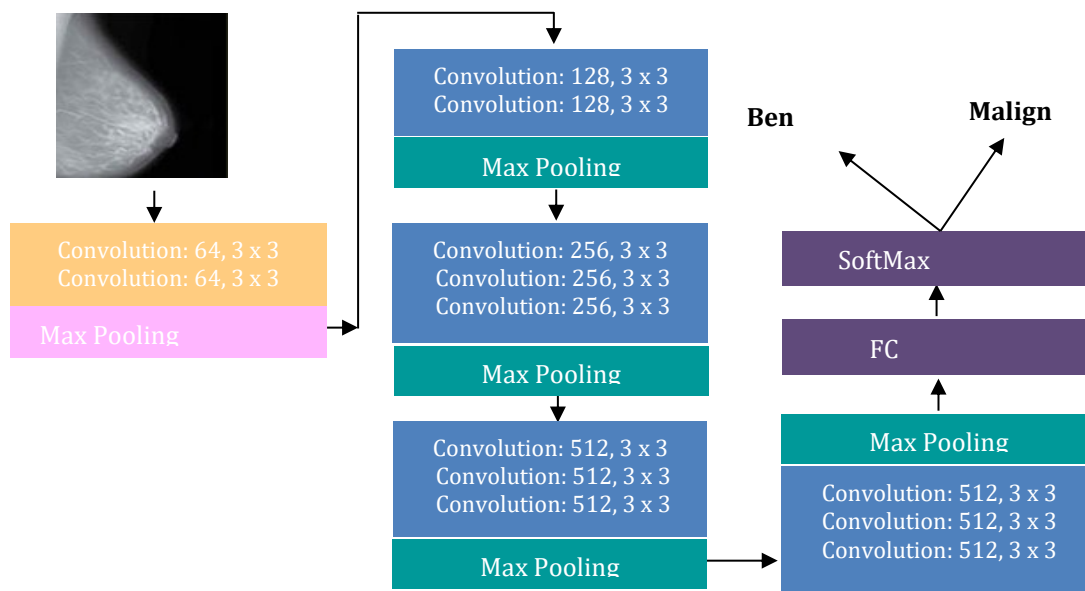 Convolution: 64, 3 x 3
Convolution: 64, 3 x 3
Max Pooling
Convolution: 128, 3 x 3
Convolution: 128, 3 x 3
Max Pooling
Convolution: 256, 3 x 3
Convolution: 256, 3 x 3
Convolution: 256, 3 x 3
Max Pooling
Convolution: 512, 3 x 3
Convolution: 512, 3 x 3
Convolution: 512, 3 x 3
Max Pooling
Convolution: 512, 3 x 3
Convolution: 512, 3 x 3
Convolution: 512, 3 x 3
Max Pooling
FC
SoftMax
Ben
Malign